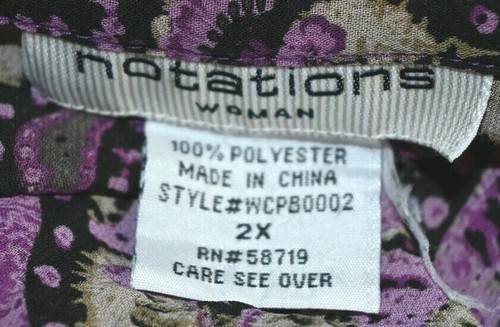 notations
WOMAN
100% POLYESTER
MADE IN CHINA
STYLE#WCPB0002
2X
RN#58719
CARE SEE OVER